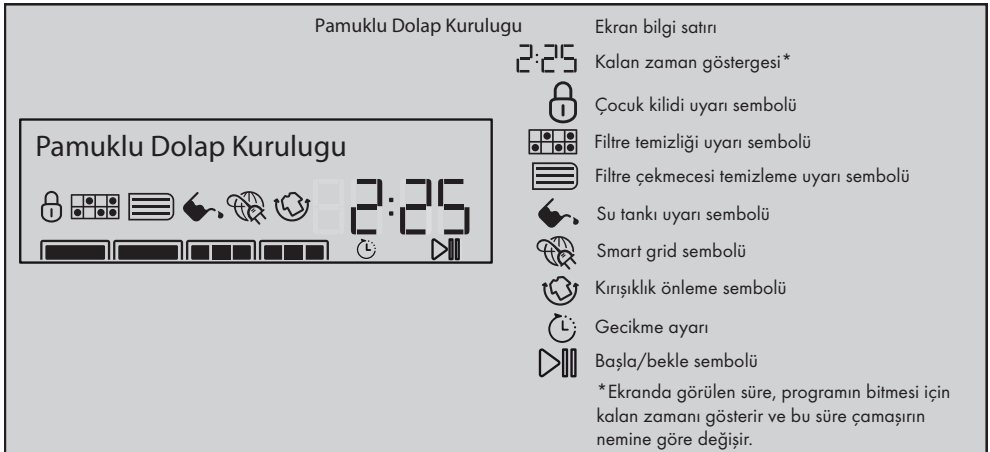 Pamuklu Dolap Kurulugu Ekran bilgi satırı
2:25 Kalan zaman göstergesi*
Çocuk kilidi uyarı sembolü
Filtre temizliği uyarı sembolü
Filtre çekmecesi temizleme uyarı sembolü
Su tankı uyarı sembolü
Smart grid sembolü
Kırışıklık önleme sembolü
Gecikme ayarı
Başla/bekle sembolü
*Ekranda görülen süre, programın bitmesi için
kalan zamanı gösterir ve bu süre çamaşırın
nemine göre değişir.
Pamuklu Dolap Kurulugu
2:25